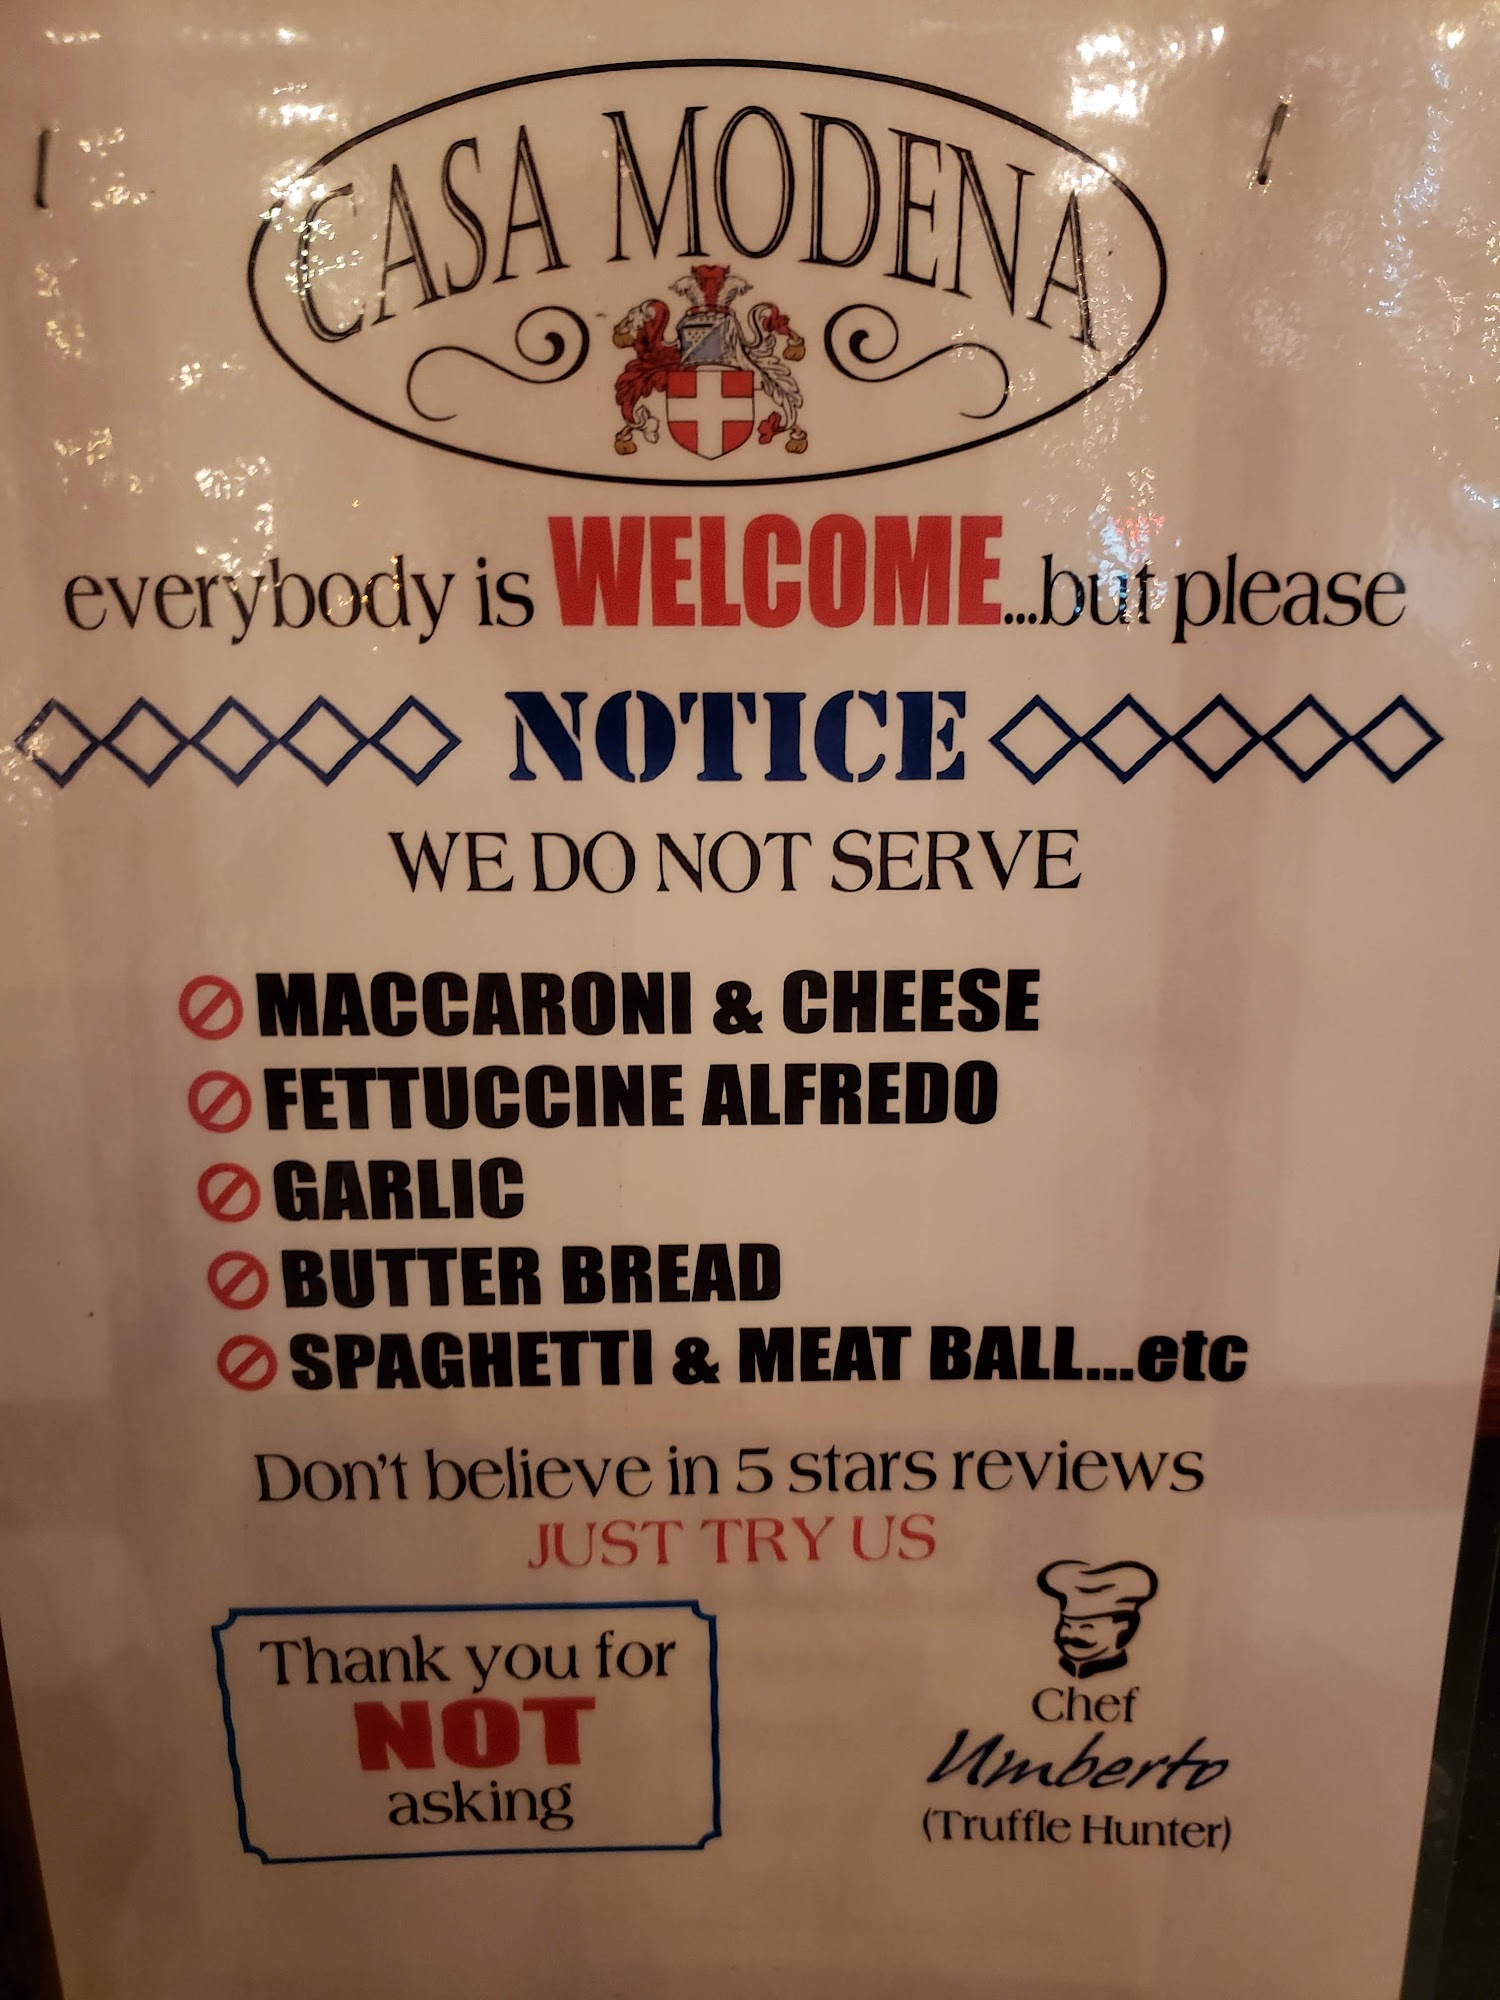 CASA MODENA
everybody is WELCOME...but please
NOTICE
WE DO NOT SERVE
MACCARONI & CHEESE
FETTUCCINE ALFREDO
GARLIC
BUTTER BREAD
SPAGHETTI & MEAT BALL...etc
Don't believe in 5 stars reviews
JUST TRY US
Thank you for
NOT
asking
Chef
Umberto
(Truffle Hunter)